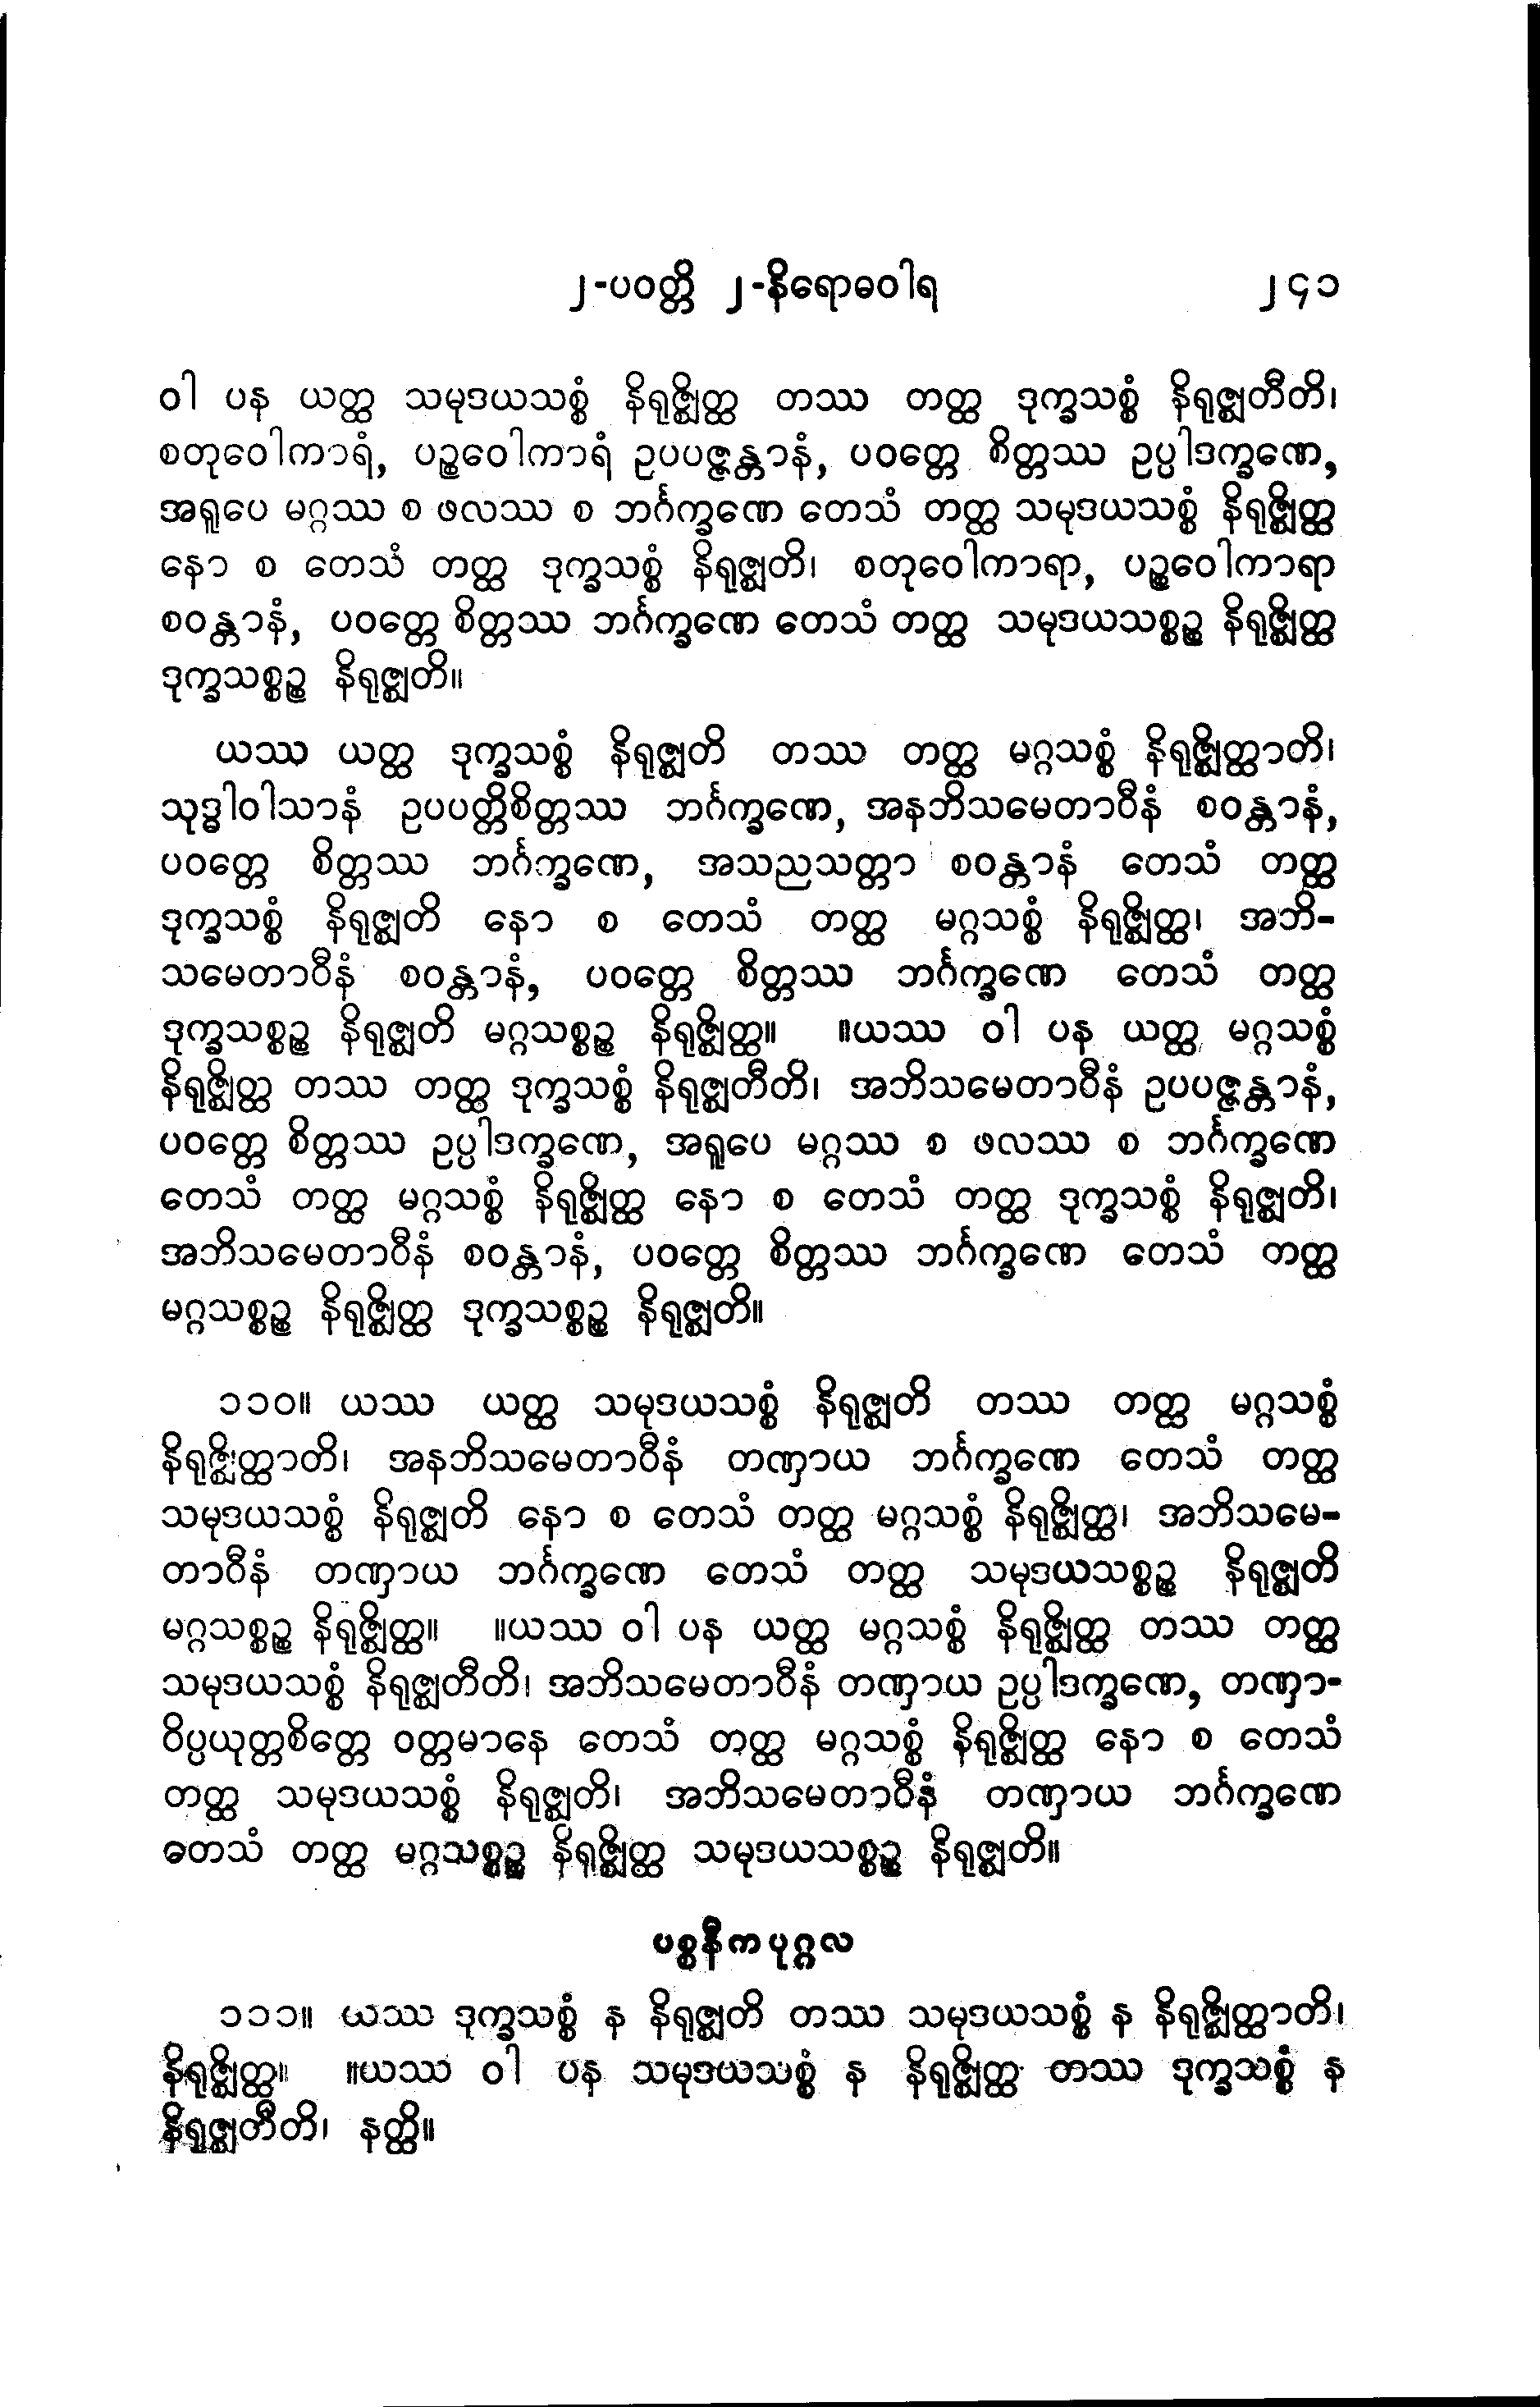 ၂-ပဝတ္တိ ၂-နိရောဓဝါရ ၂၄၁
ဝါ ပန ယတ္ထ သမုဒယသစ္စံ နိရုဇ္ဈိတ္ထ တဿ တတ္ထ ဒုက္ခသစ္စံ နိရုဇ္ဈတီတိ၊
စတုဝေါကာရံ, ပဉ္စဝေါကာရံ ဥပပဇ္ဇန္တာနံ, ပဝတ္တေ စိတ္တဿ ဥပ္ပါဒက္ခဏေ,
အရူပေ မဂ္ဂဿ စ ဖလဿ စ ဘင်္ဂက္ခဏေ တေသံ တတ္ထ သမုဒယသစ္စံ နိရုဇ္ဈိတ္ထ
နော စ တေသံ တတ္ထ ဒုက္ခသစ္စံ နိရုဇ္ဈတိ၊ စတုဝေါကာရာ, ပဉ္စဝေါကာရာ
စဝန္တာနံ, ပဝတ္တေ စိတ္တဿ ဘင်္ဂက္ခဏေ တေသံ တတ္ထ သမုဒယသစ္စဉ္စ နိရုဇ္ဈိတ္ထ
ဒုက္ခသစ္စဉ္စ နိရုဇ္ဈတိ။
ယဿ ယတ္ထ ဒုက္ခသစ္စံ နိရုဇ္ဈတိ တဿ တတ္ထ မဂ္ဂသစ္စံ နိရုဇ္ဈိတ္ထာတိ၊
သုဒ္ဓါဝါသာနံ ဥပပတ္တိစိတ္တဿ ဘင်္ဂက္ခဏေ, အနဘိသမေတာဝီနံ စဝန္တာနံ,
ပဝတ္တေ စိတ္တဿ ဘင်္ဂက္ခဏေ, အသညသတ္တာ စဝန္တာနံ တေသံ တတ္ထ
ဒုက္ခသစ္စံ နိရုဇ္ဈတိ နော စ တေသံ တတ္ထ မဂ္ဂသစ္စံ နိရုဇ္ဈိတ္ထ၊ အဘိ-
သမေတာဝီနံ စဝန္တာနံ, ပဝတ္တေ စိတ္တဿ ဘင်္ဂက္ခဏေ တေသံ တတ္ထ
ဒုက္ခသစ္စဉ္စ နိရုဇ္ဈတိ မဂ္ဂသစ္စဉ္စ နိရုဇ္ဈိတ္ထ။ ။ယဿ ဝါ ပန ယတ္ထ မဂ္ဂသစ္စံ
နိရုဇ္ဈိတ္ထ တဿ တတ္ထ ဒုက္ခသစ္စံ နိရုဇ္ဈတီတိ၊ အဘိသမေတာဝီနံ ဥပပဇ္ဇန္တာနံ,
ပဝတ္တေ စိတ္တဿ ဥပ္ပါဒက္ခဏေ, အရူပေ မဂ္ဂဿ စ ဖလဿ စ ဘင်္ဂက္ခဏေ
တေသံ တတ္ထ မဂ္ဂသစ္စံ နိရုဇ္ဈိတ္ထ နော စ တေသံ တတ္ထ ဒုက္ခသစ္စံ နိရုဇ္ဈတိ၊
အဘိသမေတာဝီနံ စဝန္တာနံ, ပဝတ္တေ စိတ္တဿ ဘင်္ဂက္ခဏေ တေသံ တတ္ထ
မဂ္ဂသစ္စဉ္စ နိရုဇ္ဈိတ္ထ ဒုက္ခသစ္စဉ္စ နိရုဇ္ဈတိ။
၁၁၀။ ယဿ ယတ္ထ သမုဒယသစ္စံ နိရုဇ္ဈတိ တဿ တတ္ထ မဂ္ဂသစ္စံ
နိရုဇ္ဈိတ္ထာတိ၊ အနဘိသမေတာဝီနံ တဏှာယ ဘင်္ဂက္ခဏေ တေသံ တတ္ထ
သမုဒယသစ္စံ နိရုဇ္ဈတိ နော စ တေသံ တတ္ထ မဂ္ဂသစ္စံ နိရုဇ္ဈိတ္ထ၊ အဘိသမေ-
တာဝီနံ တဏှာယ ဘင်္ဂက္ခဏေ တေသံ တတ္ထ သမုဒယသစ္စဉ္စ နိရုဇ္ဈတိ
မဂ္ဂသစ္စဉ္စ နိရုဇ္ဈိတ္ထ။ ။ယဿ ဝါ ပန ယတ္ထ မဂ္ဂသစ္စံ နိရုဇ္ဈိတ္ထ တဿ တတ္ထ
သမုဒယသစ္စံ နိရုဇ္ဈတီတိ၊ အဘိသမေတာဝီနံ တဏှာယ ဥပ္ပါဒက္ခဏေ, တဏှာ-
ဝိပ္ပယုတ္တစိတ္တေ ဝတ္တမာနေ တေသံ တတ္ထ မဂ္ဂသစ္စံ နိရုဇ္ဈိတ္ထ နော စ တေသံ
တတ္ထ သမုဒယသစ္စံ နိရုဇ္ဈတိ၊ အဘိသမေတာဝီနံ တဏှာယ ဘင်္ဂက္ခဏေ
တေသံ တတ္ထ မဂ္ဂသစ္စဉ္စ နိရုဇ္ဈိတ္ထ သမုဒယသစ္စဉ္စ နိရုဇ္ဈတိ။
ပစ္စနီကပုဂ္ဂလ
၁၁၁။ ယဿ ဒုက္ခသစ္စံ န နိရုဇ္ဈတိ တဿ သမုဒယသစ္စံ န နိရုဇ္ဈိတ္ထာတိ၊
နိရုဇ္ဈိတ္ထ။ ။ယဿ ဝါ ပန သမုဒယသစ္စံ န နိရုဇ္ဈိတ္ထ တဿ ဒုက္ခသစ္စံ န
နိရုဇ္ဈတီတိ၊ နတ္ထိ။